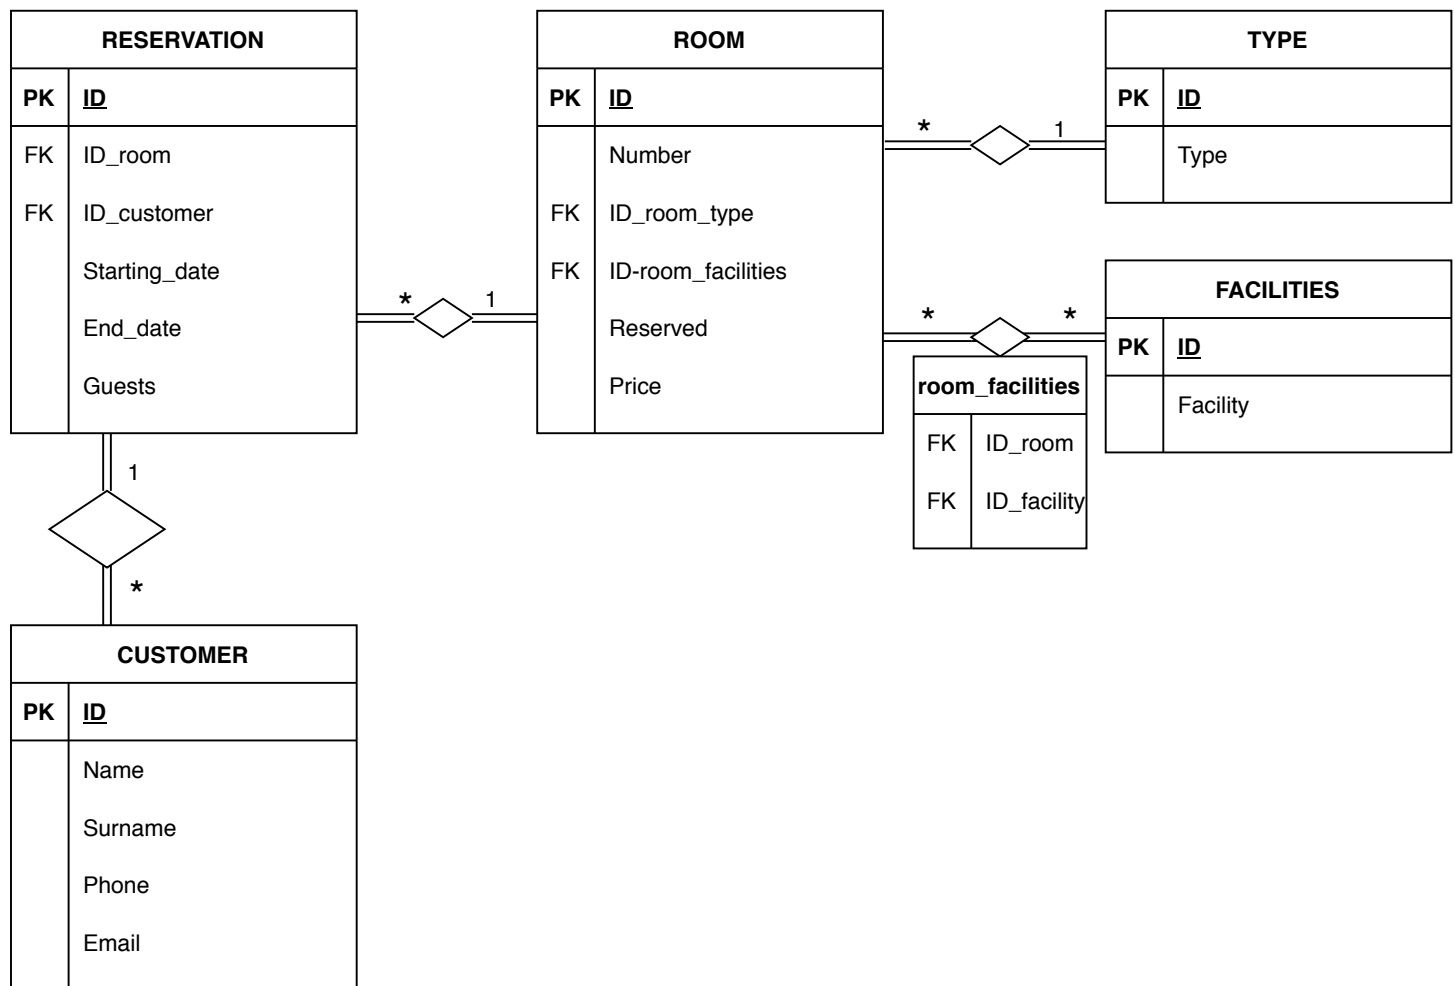 RESERVATION
PK ID
FK ID_room
FK ID_customer
Starting_date
End_date
Guests
* 1
ROOM
PK ID
Number
FK ID_room_type
FK ID-room_facilities
Reserved
Price
* 1
TYPE
PK ID
Type
* *
room_facilities
FK ID_room
FK ID_facility
FACILITIES
PK ID
Facility
1
*
CUSTOMER
PK ID
Name
Surname
Phone
Email